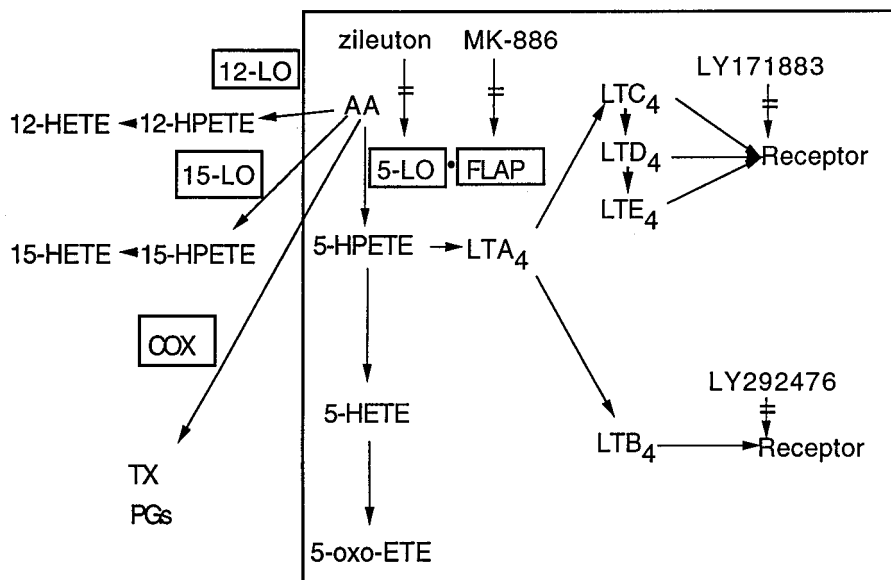 zileuton MK-886
12-LO
LY171883
AA
LTC4
12-HETE 12-HPETE
15-LO
5-LO • FLAP
LTD4
Receptor
LTE4
15-HETE 15-HPETE
5-HPETE
LTA4
COX
LY292476
5-HETE
LTB4
Receptor
TX
PGs
5-oxo-ETE